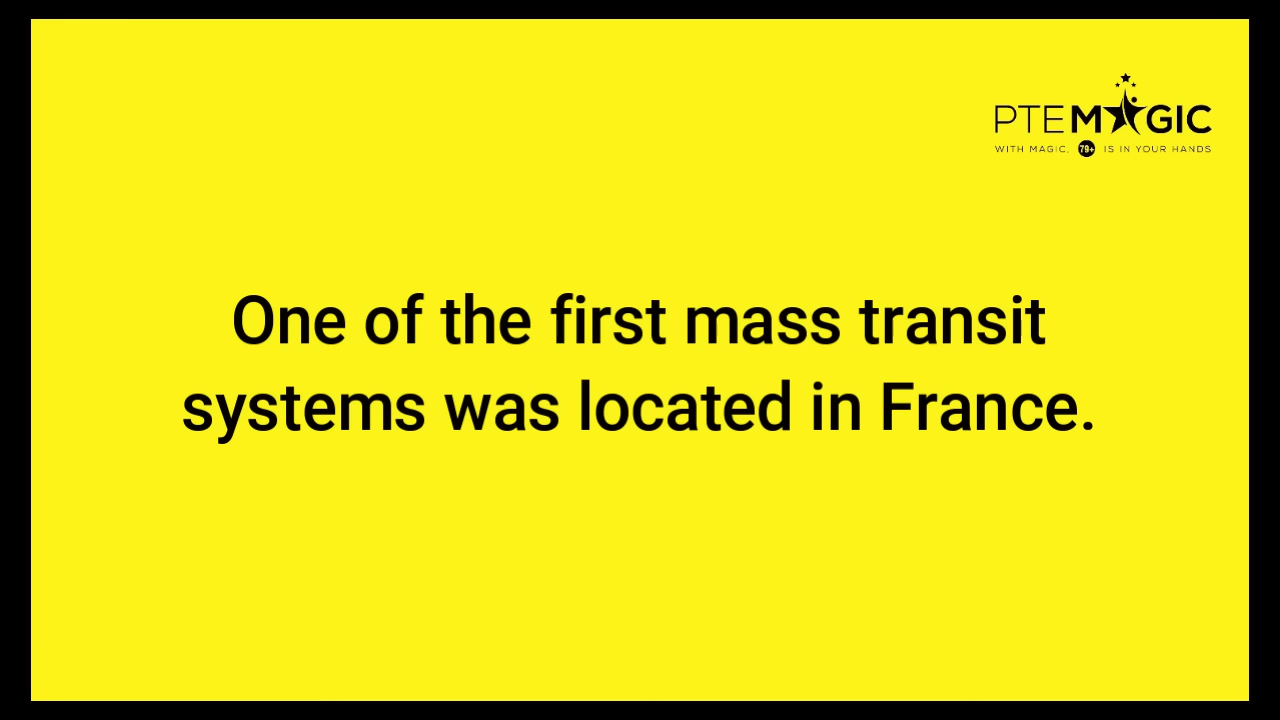 PTEMAGIC
WITH MAGIC, 79+ IS IN YOUR HANDS
One of the first mass transit
systems was located in France.